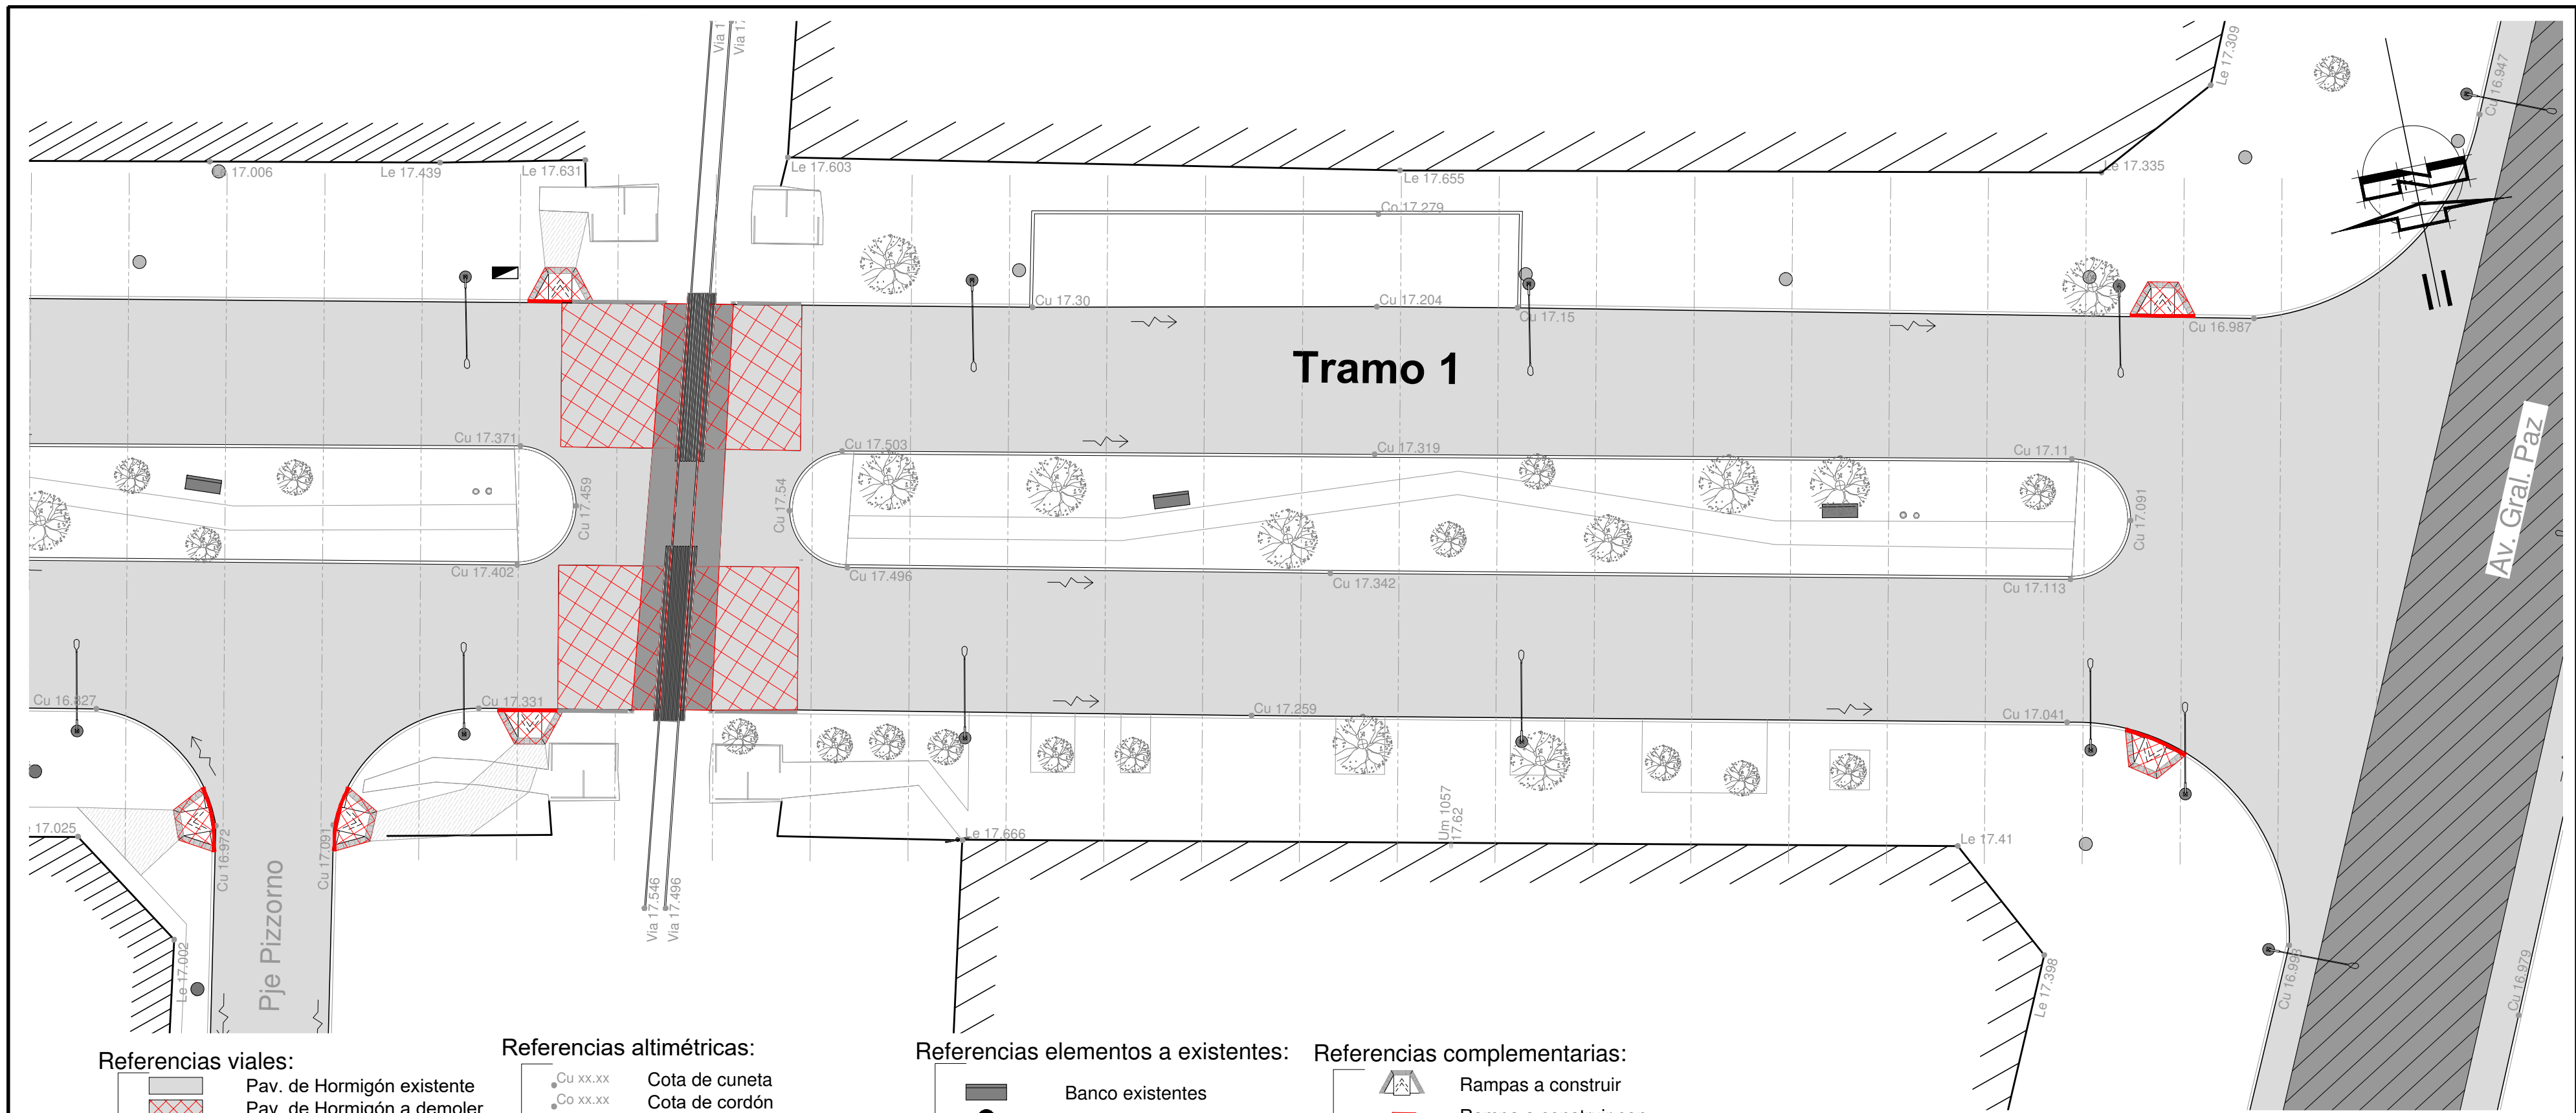 Via 1
Via 17
Le 17.309
Cu 16.947
17.006
Le 17.439
Le 17.631
Le 17.603
Le 17.655
Le 17.335
Co 17.279
Cu 17.30
Cu 17.204
Cu 17.15
Cu 16.987
Tramo 1
Cu 17.371
Cu 17.503
Cu 17.319
Cu 17.11
Cu 17.459
Cu 17.54
Cu 17.091
Av. Gral. Paz
Cu 17.402
Cu 17.496
Cu 17.342
Cu 17.113
Cu 16.827
Cu 17.331
Cu 17.259
Cu 17.041
17.025
Cu 16.972
Cu 17.091
Le 17.666
Um 1057
17.62
Le 17.41
Pje Pizzorno
Le 17.002
Via 17.546
Via 17.496
Le 17.398
Cu 16.998
Cu 16.979
Referencias viales:
Pav. de Hormigón existente
Pav. de Hormigón a demoler
Referencias altimétricas:
Cu xx.xx Cota de cuneta
Co xx.xx Cota de cordón
Referencias elementos a existentes:
Banco existentes
Referencias complementarias:
Rampas a construir